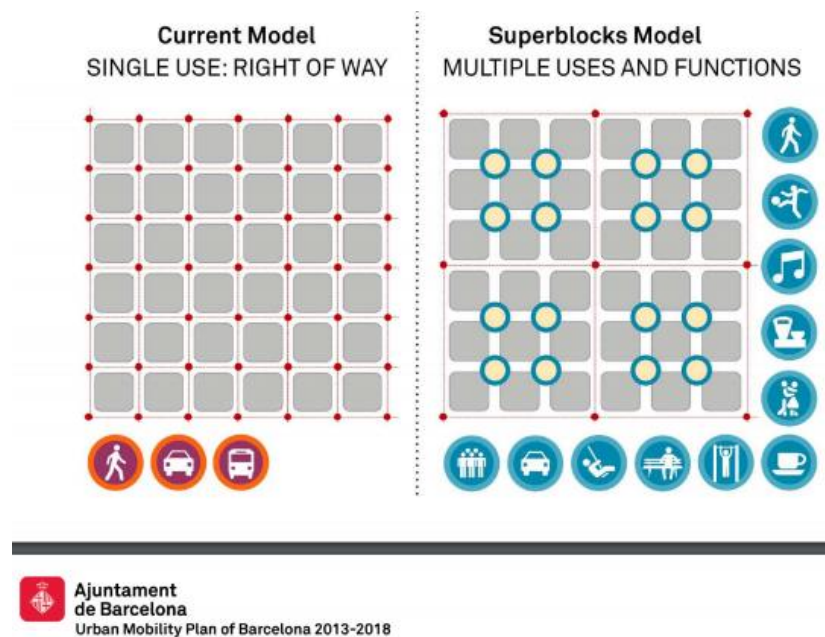 Current Model
SINGLE USE: RIGHT OF WAY
Superblocks Model
MULTIPLE USES AND FUNCTIONS
Ajuntament
de Barcelona
Urban Mobility Plan of Barcelona 2013-2018